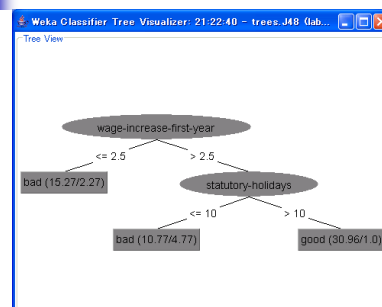 Weka Classifier Tree Visualizer: 21:22:40 - trees.J48 (lab...
Tree View
wage-increase-first-year
<= 2.5 > 2.5
bad (15.27/2.27)
statutory-holidays
<= 10 > 10
bad (10.77/4.77) good (30.96/1.0)